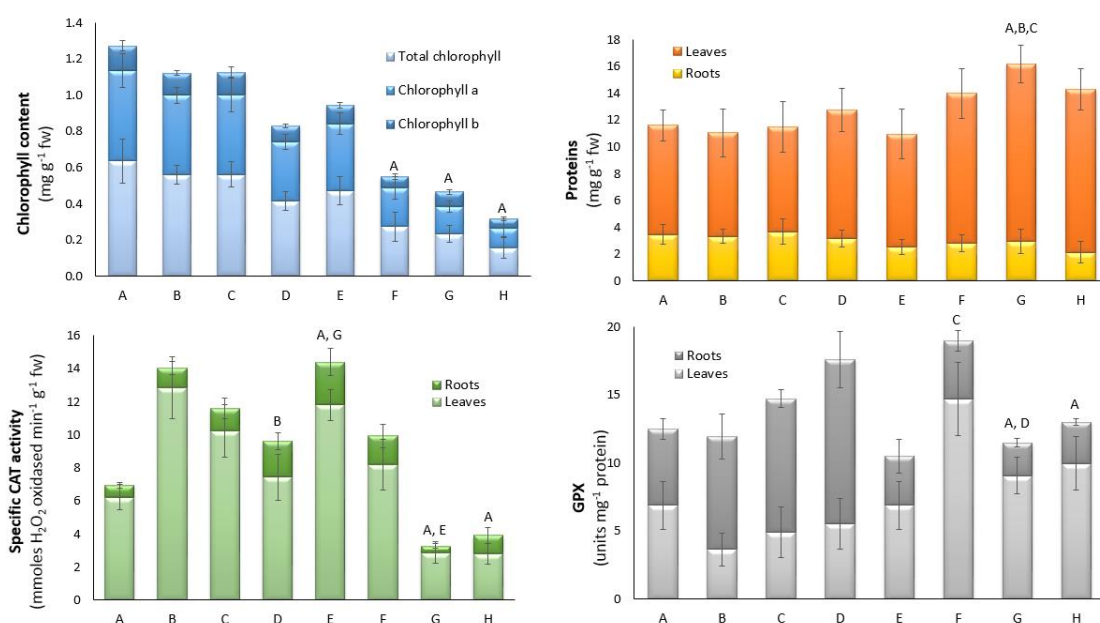 Chlorophyll content
(mg g⁻¹ fw)
1.4
1.2
1.0
0.8
0.6
0.4
0.2
0.0
Total chlorophyll
Chlorophyll a
Chlorophyll b
A
A
A
A B C D E F G H
Proteins
(mg g⁻¹ fw)
18
16
14
12
10
8
6
4
2
0
Leaves
Roots
A,B,C
A B C D E F G H
Specific CAT activity
(mmoles H₂O₂ oxidased min⁻¹ g⁻¹ fw)
16
14
12
10
8
6
4
2
0
Roots
Leaves
B
A, G
A, E
A
A B C D E F G H
GPX
(units mg⁻¹ protein)
20
15
10
5
0
Roots
Leaves
C
A, D
A
A B C D E F G H